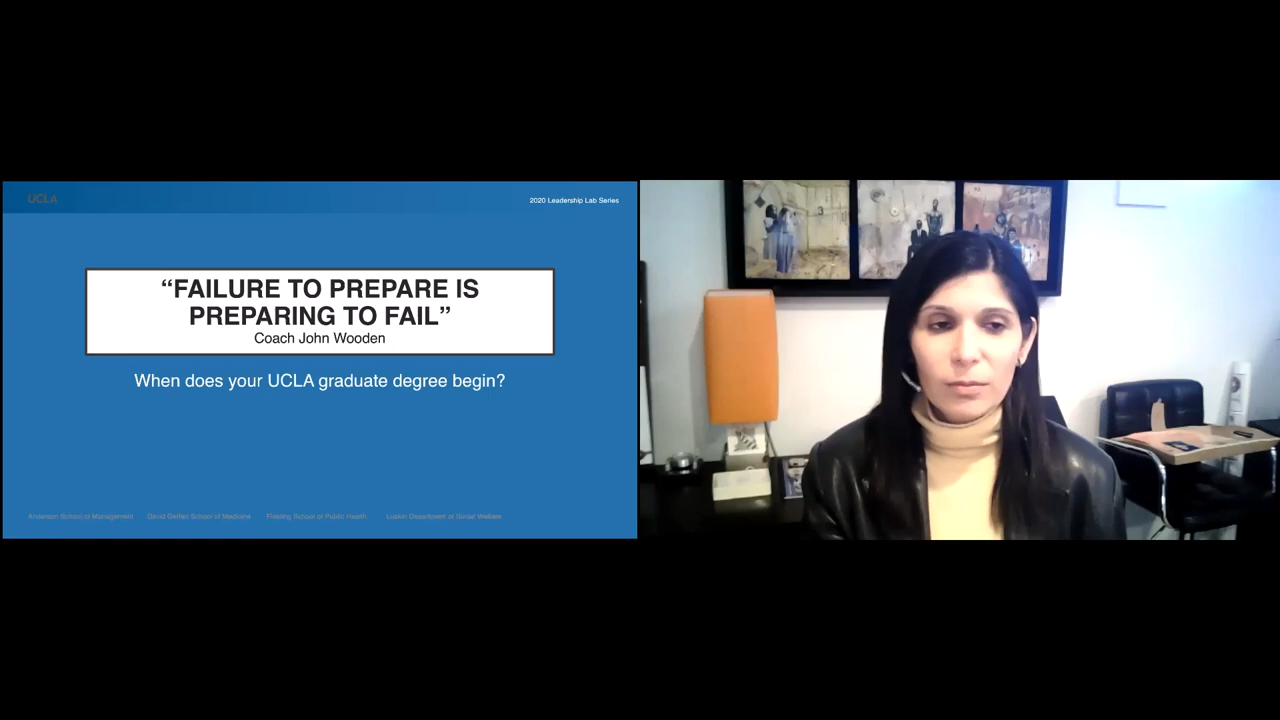 UCLA
2020 Leadership Lab Series
“FAILURE TO PREPARE IS
PREPARING TO FAIL”
Coach John Wooden
When does your UCLA graduate degree begin?
Anderson School of Management David Geffen School of Medicine Fielding School of Public Health Luskin Department of Social Welfare